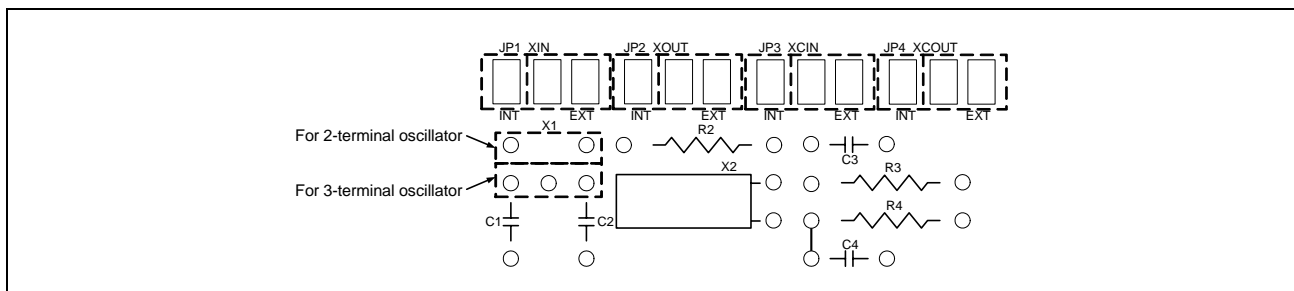 JP1 XIN JP2 XOUT JP3 XCIN JP4 XCOUT
INT EXT INT EXT INT EXT INT EXT
For 2-terminal oscillator
X1
R2
C3
For 3-terminal oscillator
X2
R3
C1
C2
R4
C4